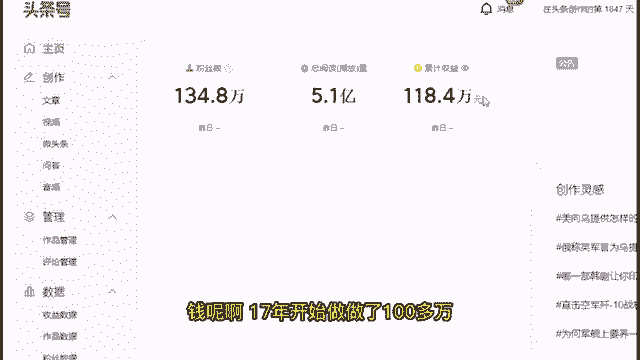 头条号
消息
在头条创作的第 1647 天
主页
创作
文章
视频
微头条
问答
音频
管理
作品管理
评论管理
数据
收益数据
作品数据
粉丝数据
粉丝数
134.8万
昨日 -
总阅读(播放)量
5.1亿
昨日 -
累计收益
118.4万元
昨日 -
公告
创作灵感
#美向乌提供怎样的
#俄称英军官为乌提
#哪一部韩剧让你印
#直击空军歼-10战
#为何军舰上要养一
钱呢啊 17年开始做做了100多万